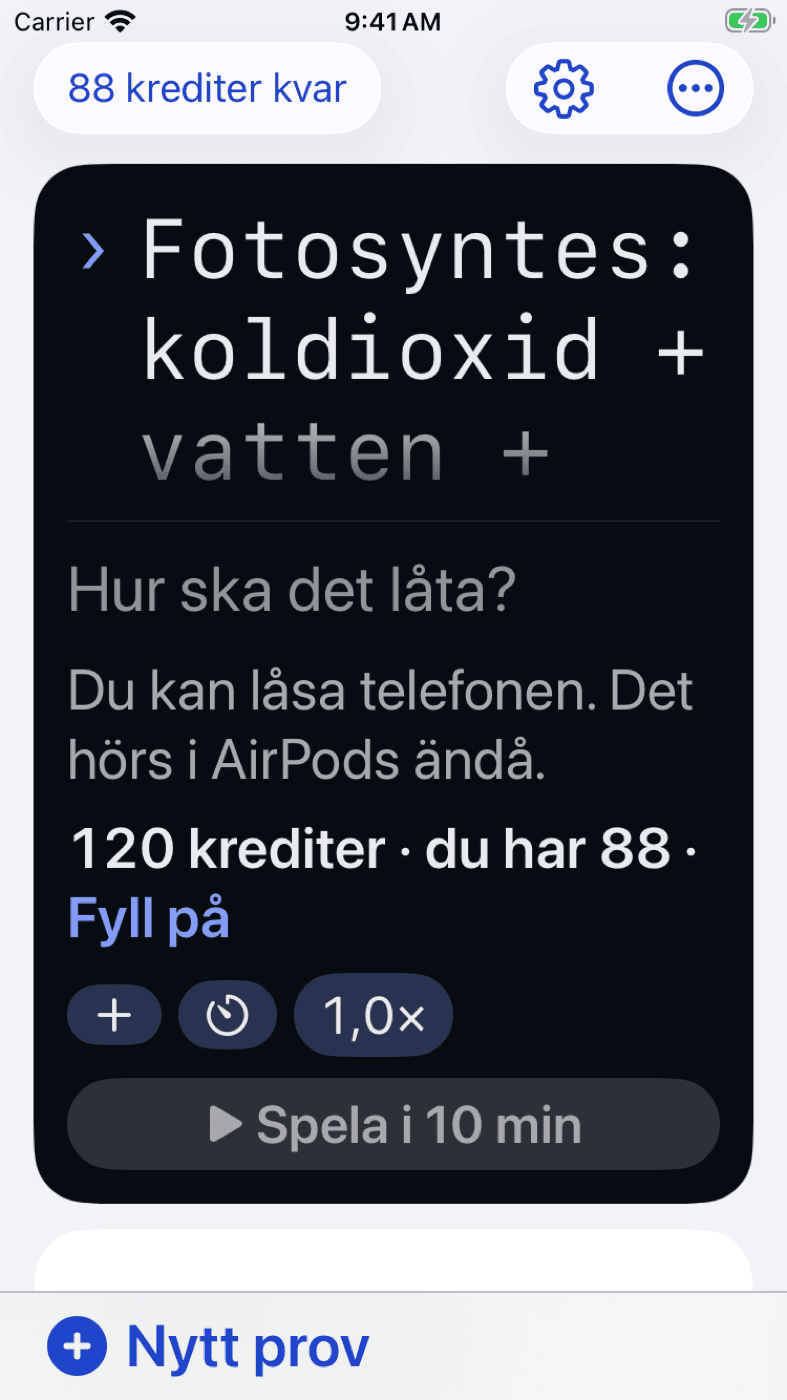 Carrier 9:41 AM
88 krediter kvar
› Fotosyntes:
koldioxid +
vatten +
Hur ska det låta?
Du kan låsa telefonen. Det
hörs i AirPods ändå.
120 krediter · du har 88 ·
Fyll på
1,0×
Spela i 10 min
Nytt prov